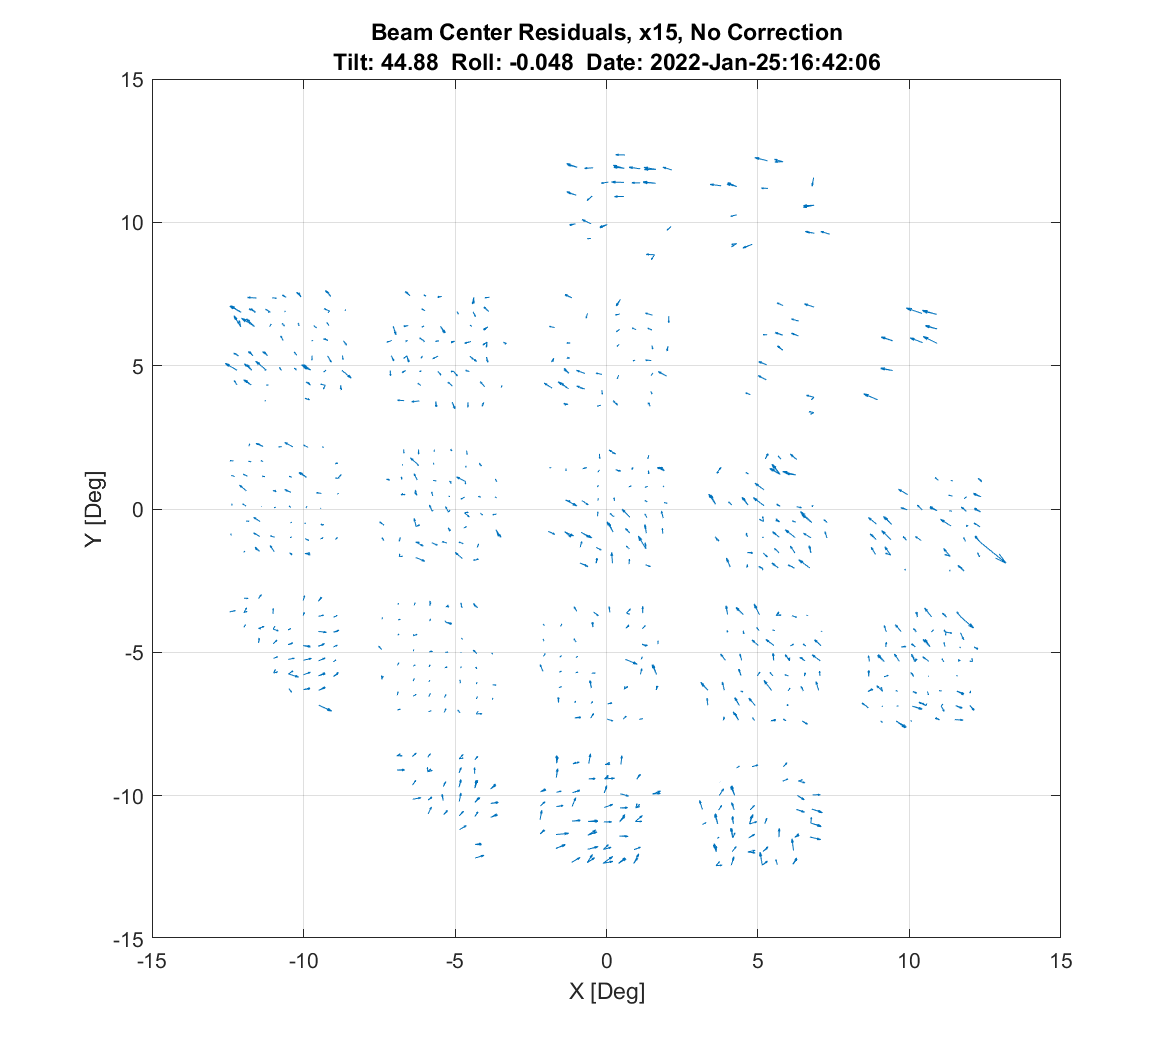 Beam Center Residuals, x15, No Correction
Tilt: 44.88 Roll: -0.048 Date: 2022-Jan-25:16:42:06
15
10
5
0
-5
-10
-15
Y [Deg]
-15 -10 -5 0 5 10 15
X [Deg]